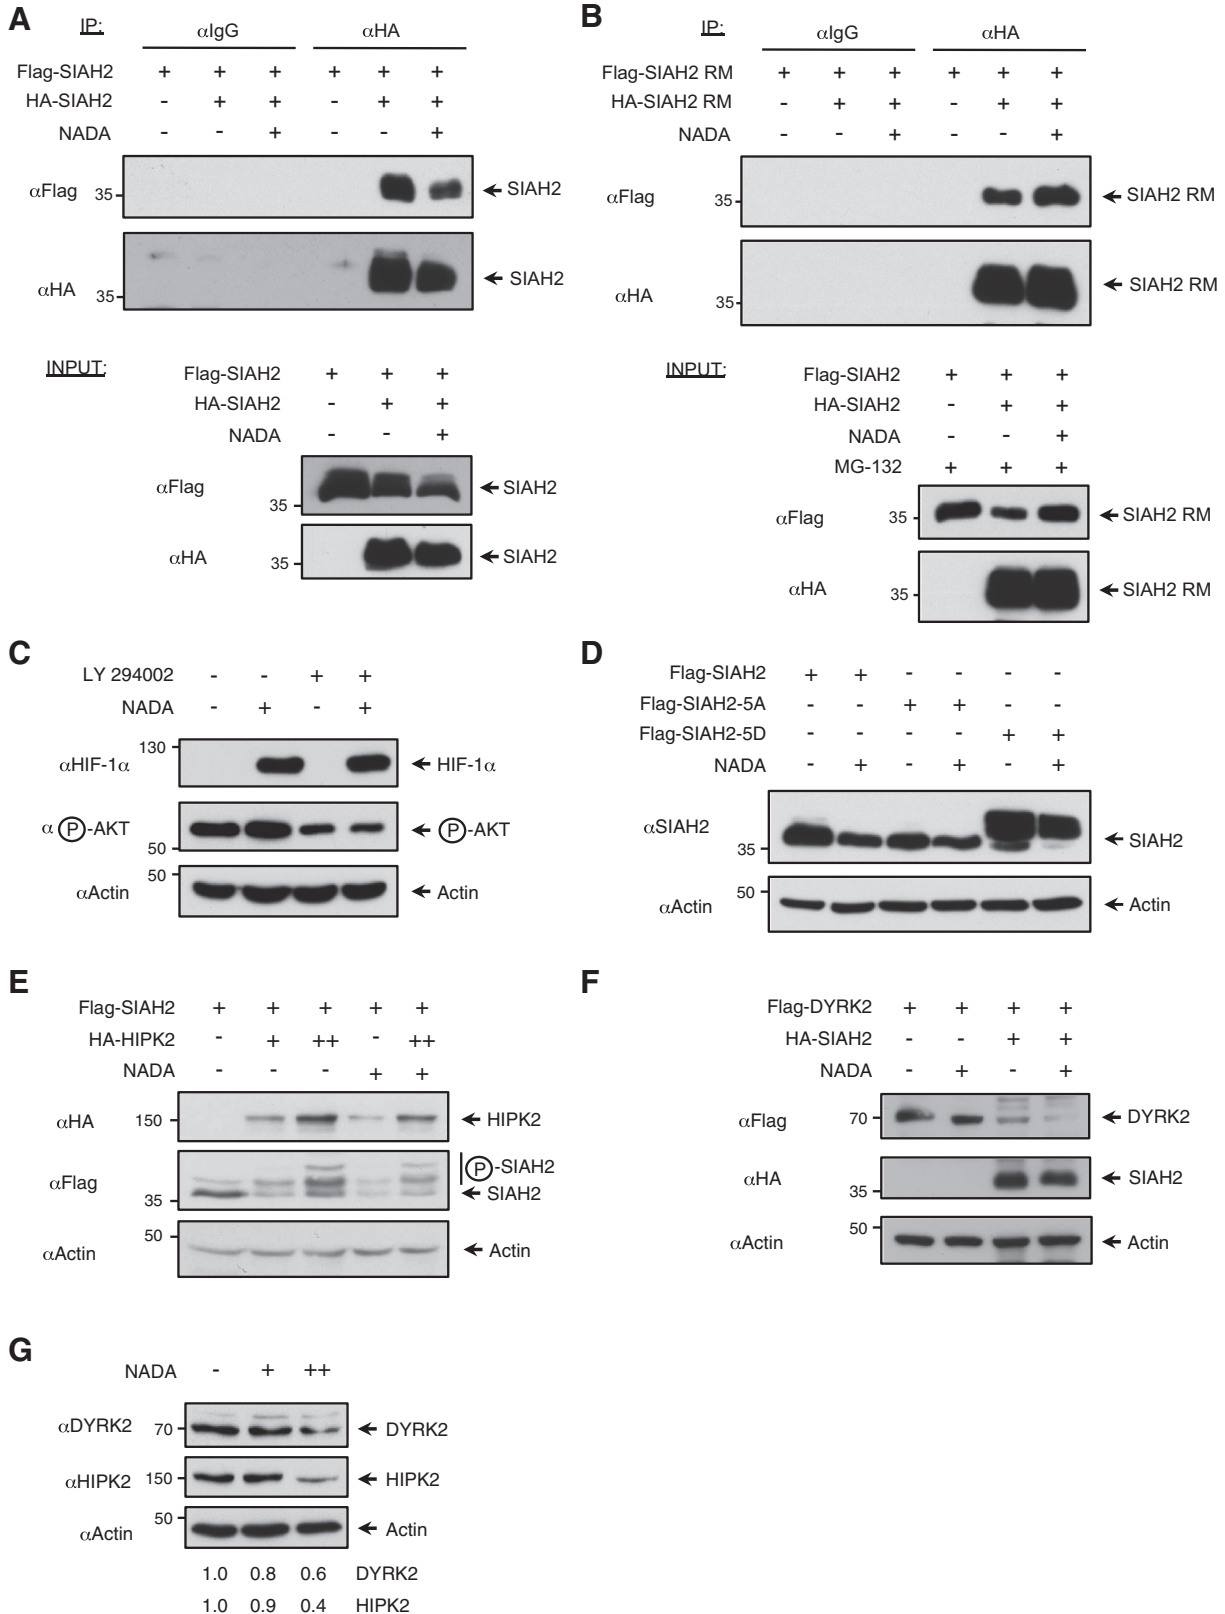 A
IP:
αIgG αHA
Flag-SIAH2 + + + + + +
HA-SIAH2 - + + - + +
NADA - - + - - +
αFlag 35 SIAH2
αHA 35 SIAH2
INPUT:
Flag-SIAH2 + + +
HA-SIAH2 - + +
NADA - - +
αFlag 35 SIAH2
αHA 35 SIAH2
B
IP:
αIgG αHA
Flag-SIAH2 RM + + + + + +
HA-SIAH2 RM - + + - + +
NADA - - + - - +
αFlag 35 SIAH2 RM
αHA 35 SIAH2 RM
INPUT:
Flag-SIAH2 + + +
HA-SIAH2 - + +
NADA - - +
MG-132 + + +
αFlag 35 SIAH2 RM
αHA 35 SIAH2 RM
C
LY 294002 - - + +
NADA - + - +
130
αHIF-1α HIF-1α
α P-AKT P-AKT
50
50
αActin Actin
D
Flag-SIAH2 + + - - - -
Flag-SIAH2-5A - - + + - -
Flag-SIAH2-5D - - - - + +
NADA - + - + - +
αSIAH2 35 SIAH2
50
αActin Actin
E
Flag-SIAH2 + + + + +
HA-HIPK2 - + ++ - ++
NADA - - - + +
αHA 150 HIPK2
P-SIAH2
αFlag 35 SIAH2
50
αActin Actin
F
Flag-DYRK2 + + + +
HA-SIAH2 - - + +
NADA - + - +
αFlag 70 DYRK2
αHA 35 SIAH2
50
αActin Actin
G
NADA - + ++
αDYRK2 70 DYRK2
αHIPK2 150 HIPK2
50
αActin Actin
1.0 0.8 0.6 DYRK2
1.0 0.9 0.4 HIPK2